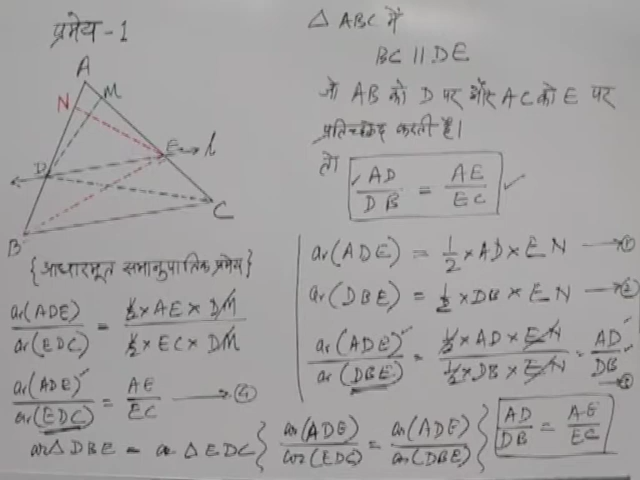 प्रमेय - 1
△ ABC में
BC || DE
जो AB को D पर और AC को E पर
प्रतिच्छेद करती है।
तो
AD/DB = AE/EC
A
N M
D E l
B C
{आधारभूत समानुपातिक प्रमेय}
ar(ADE) = 1/2 × AD × EN —①
ar(DBE) = 1/2 × DB × EN —②
ar(ADE)/ar(DBE) = (1/2 × AD × EN)/(1/2 × DB × EN) = AD/DB
ar(ADE)/ar(EDC) = (1/2 × AE × DM)/(1/2 × EC × DM)
ar(ADE)/ar(EDC) = AE/EC —④
ar △ DBE = ar △ EDC } ar(ADE)/ar(EDC) = ar(ADE)/ar(DBE) } AD/DB = AE/EC